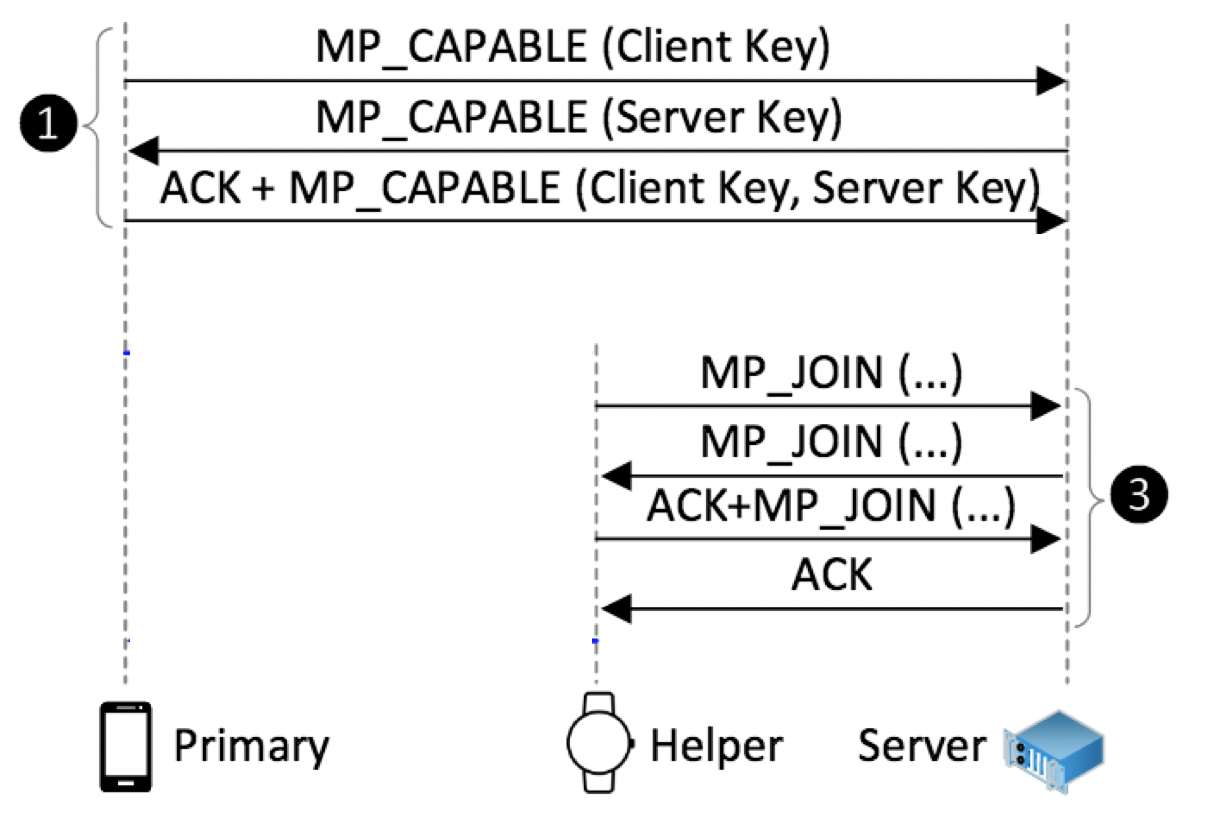 MP_CAPABLE (Client Key)
1
MP_CAPABLE (Server Key)
ACK + MP_CAPABLE (Client Key, Server Key)
MP_JOIN (...)
MP_JOIN (...)
3
ACK+MP_JOIN (...)
ACK
Primary
Helper
Server